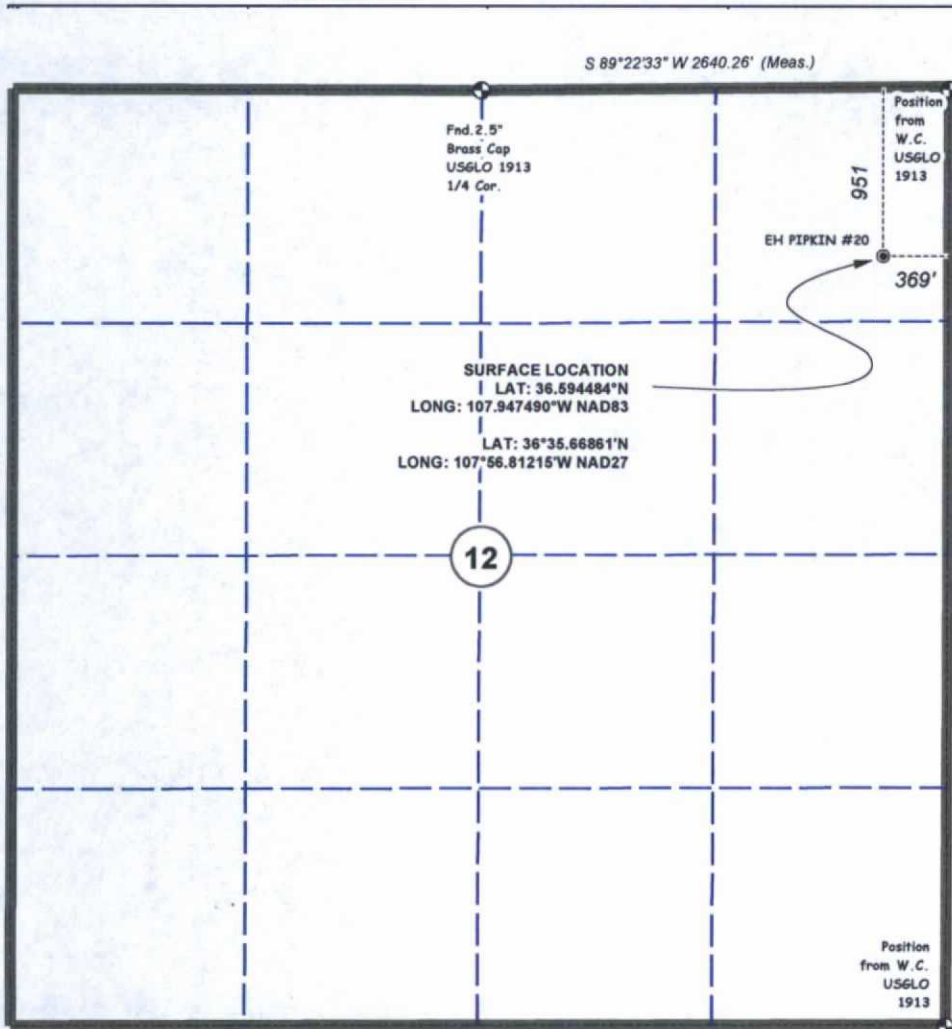 S 89°22'33" W 2640.26' (Meas.)
Fnd. 2.5"
Brass Cap
USGLO 1913
1/4 Cor.
Position
from
W.C.
USGLO
1913
951
EH PIPKIN #20
369'
SURFACE LOCATION
LAT: 36.594484°N
LONG: 107.947490°W NAD83
LAT: 36°35.66861'N
LONG: 107°56.81215'W NAD27
12
Position
from W.C.
USGLO
1913